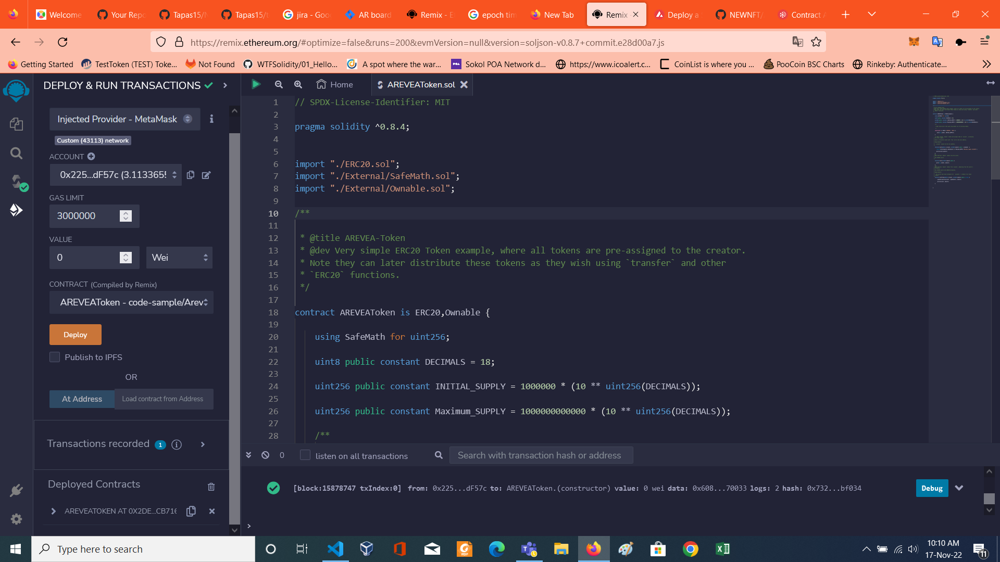 Welcome
Your Rep
Tapas15/
Tapas15/t
jira - Goo
AR board
Remix - E
epoch tim
New Tab
Remix -
Deploy a
NEWNFT/
Contract A
https://remix.ethereum.org/#optimize=false&runs=200&evmVersion=null&version=soljson-v0.8.7+commit.e28d00a7.js
Getting Started
TestToken (TEST) Toke...
Not Found
WTFSolidity/01_Hello...
A spot where the war...
Sokol POA Network d...
https://www.icoalert.c...
CoinList is where you ...
PooCoin BSC Charts
Rinkeby: Authenticate...
DEPLOY & RUN TRANSACTIONS
Injected Provider - MetaMask
Custom (43113) network
ACCOUNT
0x225...dF57c (3.1133655
GAS LIMIT
3000000
VALUE
0
Wei
CONTRACT (Compiled by Remix)
AREVEAToken - code-sample/Arev
Deploy
Publish to IPFS
OR
At Address
Load contract from Address
Transactions recorded 1
Deployed Contracts
AREVEATOKEN AT 0X2DE...CB716
Home
AREVEAToken.sol
1 // SPDX-License-Identifier: MIT
2
3 pragma solidity ^0.8.4;
4
5
6 import "./ERC20.sol";
7 import "./External/SafeMath.sol";
8 import "./External/Ownable.sol";
9
10 /**
11
12 * @title AREVEA-Token
13 * @dev Very simple ERC20 Token example, where all tokens are pre-assigned to the creator.
14 * Note they can later distribute these tokens as they wish using `transfer` and other
15 * `ERC20` functions.
16 */
17
18 contract AREVEAToken is ERC20,Ownable {
19
20 using SafeMath for uint256;
21
22 uint8 public constant DECIMALS = 18;
23
24 uint256 public constant INITIAL_SUPPLY = 1000000 * (10 ** uint256(DECIMALS));
25
26 uint256 public constant Maximum_SUPPLY = 1000000000000 * (10 ** uint256(DECIMALS));
27
28 /**
0
listen on all transactions
Search with transaction hash or address
[block:15878747 txIndex:0] from: 0x225...dF57c to: AREVEAToken.(constructor) value: 0 wei data: 0x608...70033 logs: 2 hash: 0x732...bf034
Debug
>
Type here to search
10:10 AM
17-Nov-22
11